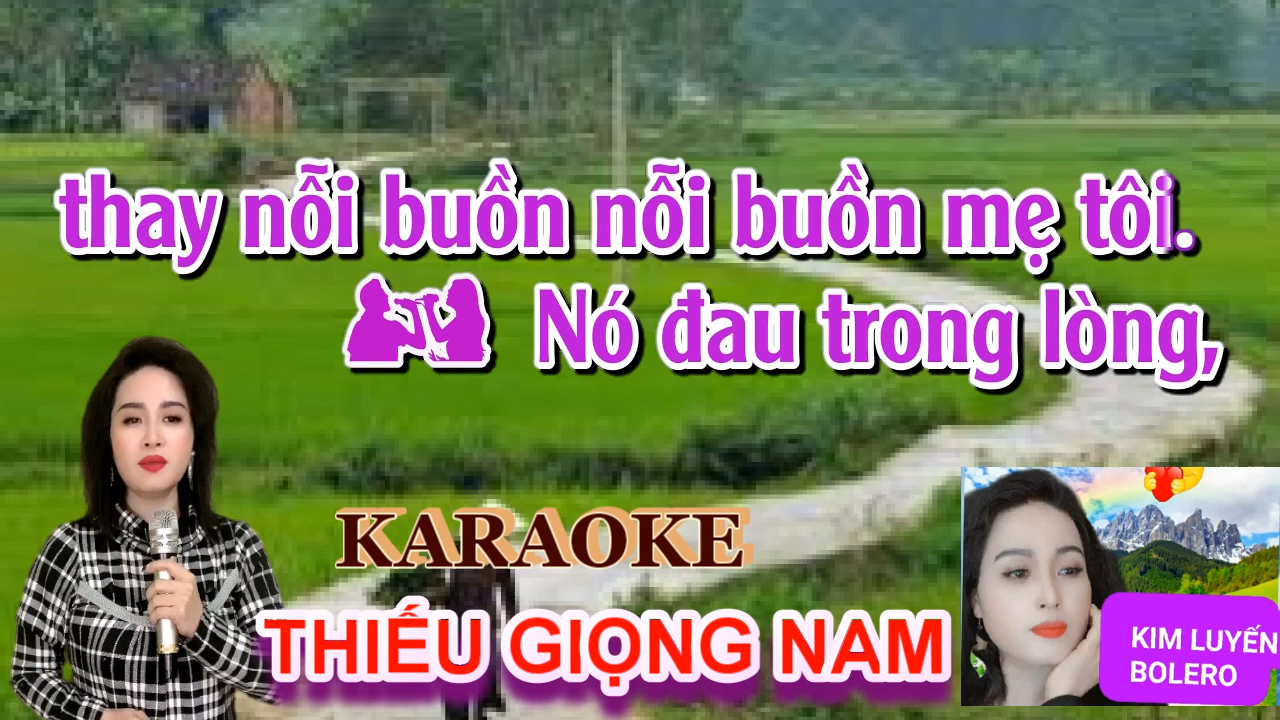 thay nỗi buồn nỗi buồn mẹ tôi.
Nó đau trong lòng,
KARAOKE
THIẾU GIỌNG NAM
KIM LUYẾN
BOLERO